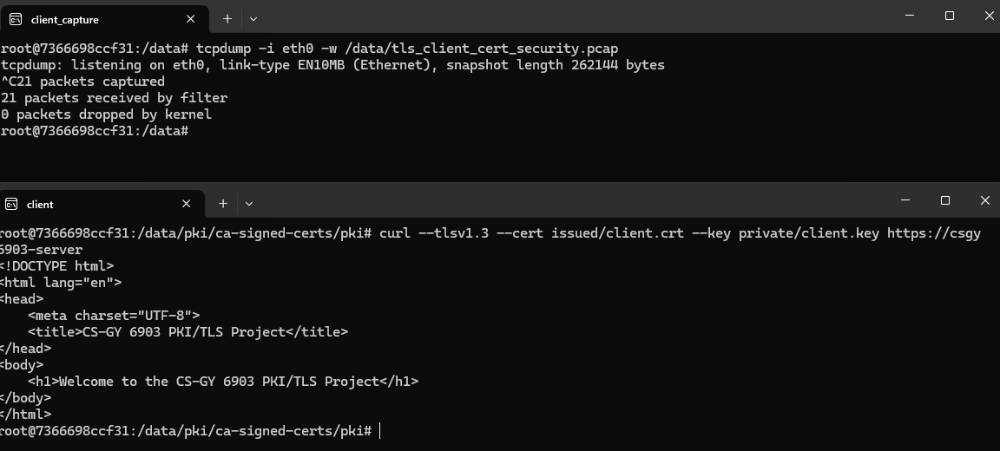 client_capture
root@7366698ccf31:/data# tcpdump -i eth0 -w /data/tls_client_cert_security.pcap
tcpdump: listening on eth0, link-type EN10MB (Ethernet), snapshot length 262144 bytes
^C21 packets captured
21 packets received by filter
0 packets dropped by kernel
root@7366698ccf31:/data#
client
root@7366698ccf31:/data/pki/ca-signed-certs/pki# curl --tlsv1.3 --cert issued/client.crt --key private/client.key https://csgy
6903-server
<!DOCTYPE html>
<html lang="en">
<head>
    <meta charset="UTF-8">
    <title>CS-GY 6903 PKI/TLS Project</title>
</head>
<body>
    <h1>Welcome to the CS-GY 6903 PKI/TLS Project</h1>
</body>
</html>
root@7366698ccf31:/data/pki/ca-signed-certs/pki#